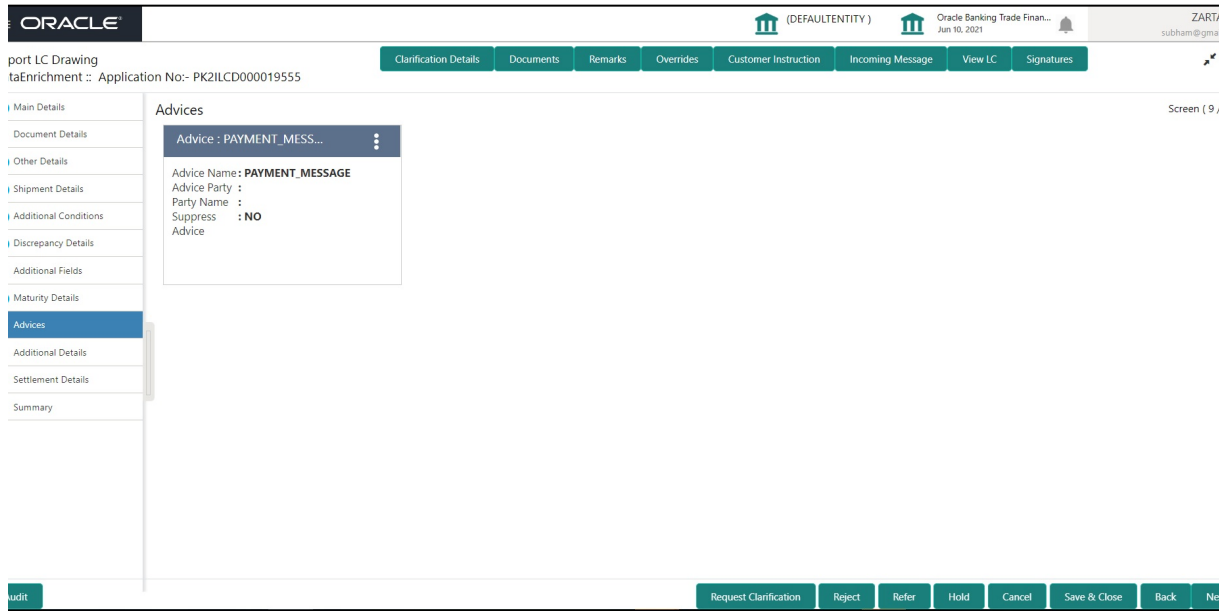 ORACLE
(DEFAULTENTITY )
Oracle Banking Trade Finan...
Jun 10, 2021
ZARTA
subham@gma
port LC Drawing
taEnrichment :: Application No:- PK2ILCD000019555
Clarification Details
Documents
Remarks
Overrides
Customer Instruction
Incoming Message
View LC
Signatures
Main Details
Document Details
Other Details
Shipment Details
Additional Conditions
Discrepancy Details
Additional Fields
Maturity Details
Advices
Additional Details
Settlement Details
Summary
Advices
Screen ( 9 /
Advice : PAYMENT_MESS...
Advice Name : PAYMENT_MESSAGE
Advice Party :
Party Name :
Suppress : NO
Advice
Audit
Request Clarification
Reject
Refer
Hold
Cancel
Save & Close
Back
Ne